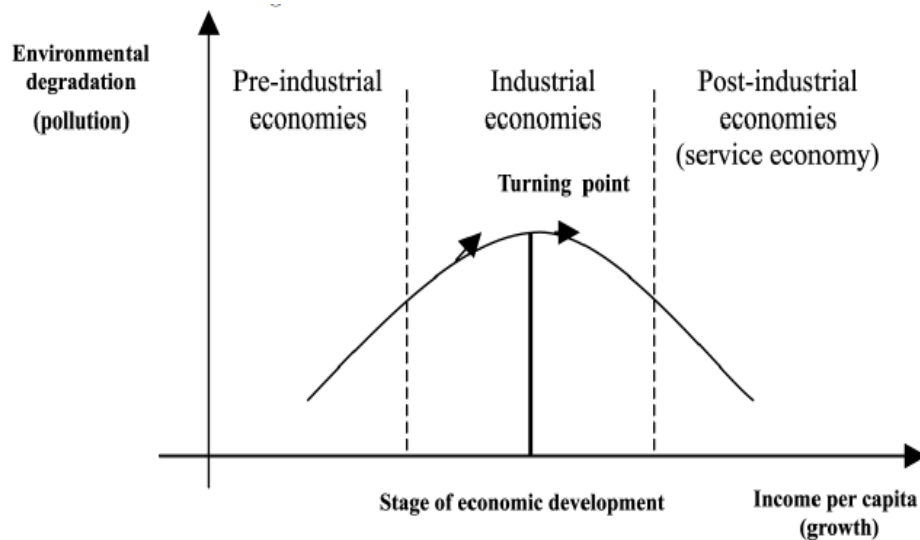 Environmental
degradation
(pollution)
Pre-industrial
economies
Industrial
economies
Post-industrial
economies
(service economy)
Turning point
Stage of economic development
Income per capita
(growth)